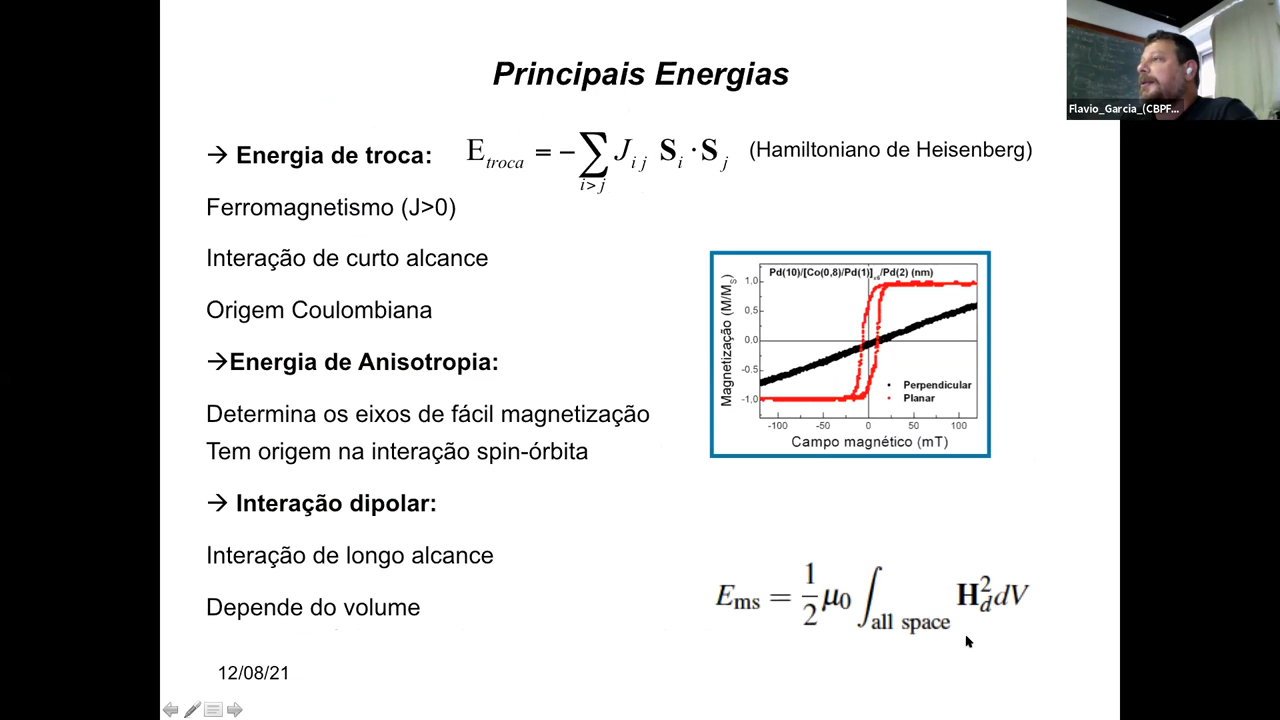 Principais Energias
Flavio_Garcia_(CBPF...
→ Energia de troca: E_troca = −∑_{i>j} J_{ij} S_i · S_j (Hamiltoniano de Heisenberg)
Ferromagnetismo (J>0)
Interação de curto alcance
Origem Coulombiana
→Energia de Anisotropia:
Determina os eixos de fácil magnetização
Tem origem na interação spin-órbita
→ Interação dipolar:
Interação de longo alcance
Depende do volume
Pd(10)/[Co(0,8)/Pd(1)] /Pd(2) (nm)
Magnetização (M/M_S)
1,0
0,5
0.0
-0.5
-1,0
Perpendicular
Planar
-100 -50 0 50 100
Campo magnético (mT)
E_ms = 1/2 μ_0 ∫_{all space} H_d^2 dV
12/08/21